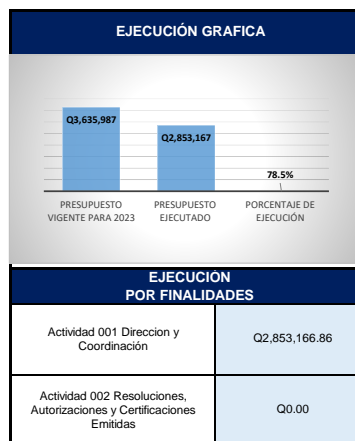 EJECUCIÓN GRAFICA
Q3,635,987
Q2,853,167
78.5%
PRESUPUESTO
VIGENTE PARA 2023
PRESUPUESTO
EJECUTADO
PORCENTAJE DE
EJECUCIÓN
EJECUCIÓN
POR FINALIDADES
Actividad 001 Direccion y
Coordinación
Q2,853,166.86
Actividad 002 Resoluciones,
Autorizaciones y Certificaciones
Emitidas
Q0.00